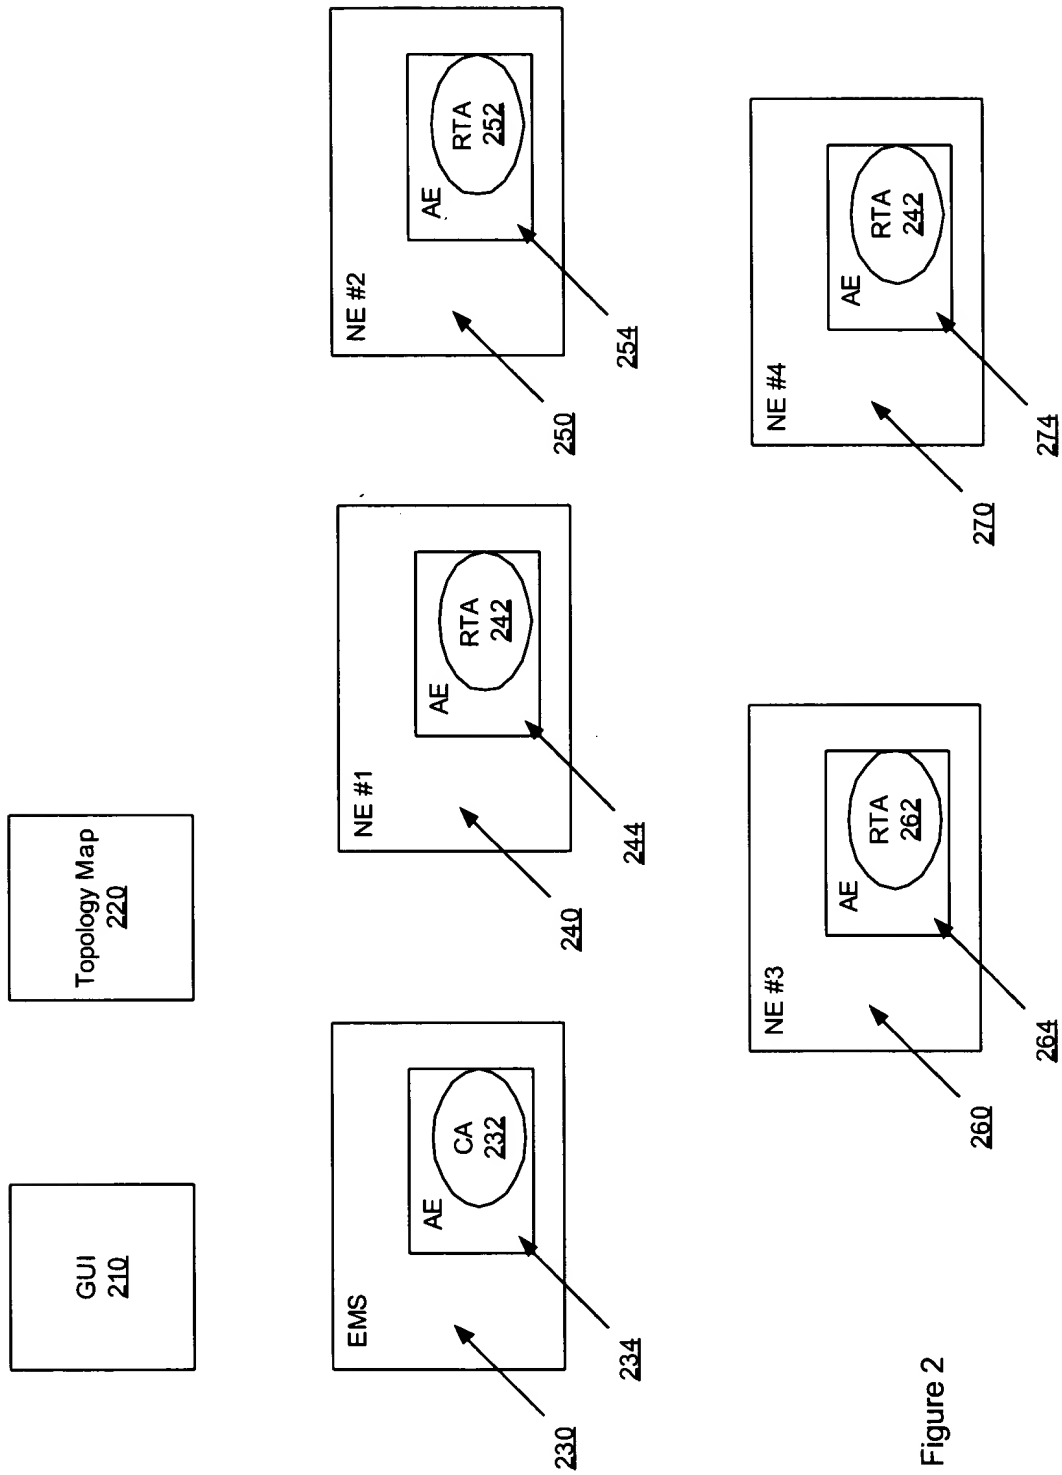 GUI
210
Topology Map
220
EMS
AE
CA
232
230
234
NE #1
AE
RTA
242
240
244
NE #2
AE
RTA
252
250
254
NE #3
AE
RTA
262
260
264
NE #4
AE
RTA
242
270
274
Figure 2